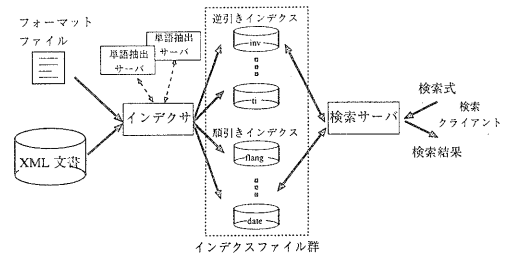 フォーマット
ファイル
単語抽出
サーバ
単語抽出
サーバ
インデクサ
XML 文書
逆引きインデクス
inv
ti
順引きインデクス
flang
date
インデクスファイル群
検索サーバ
検索式
検索
クライアント
検索結果